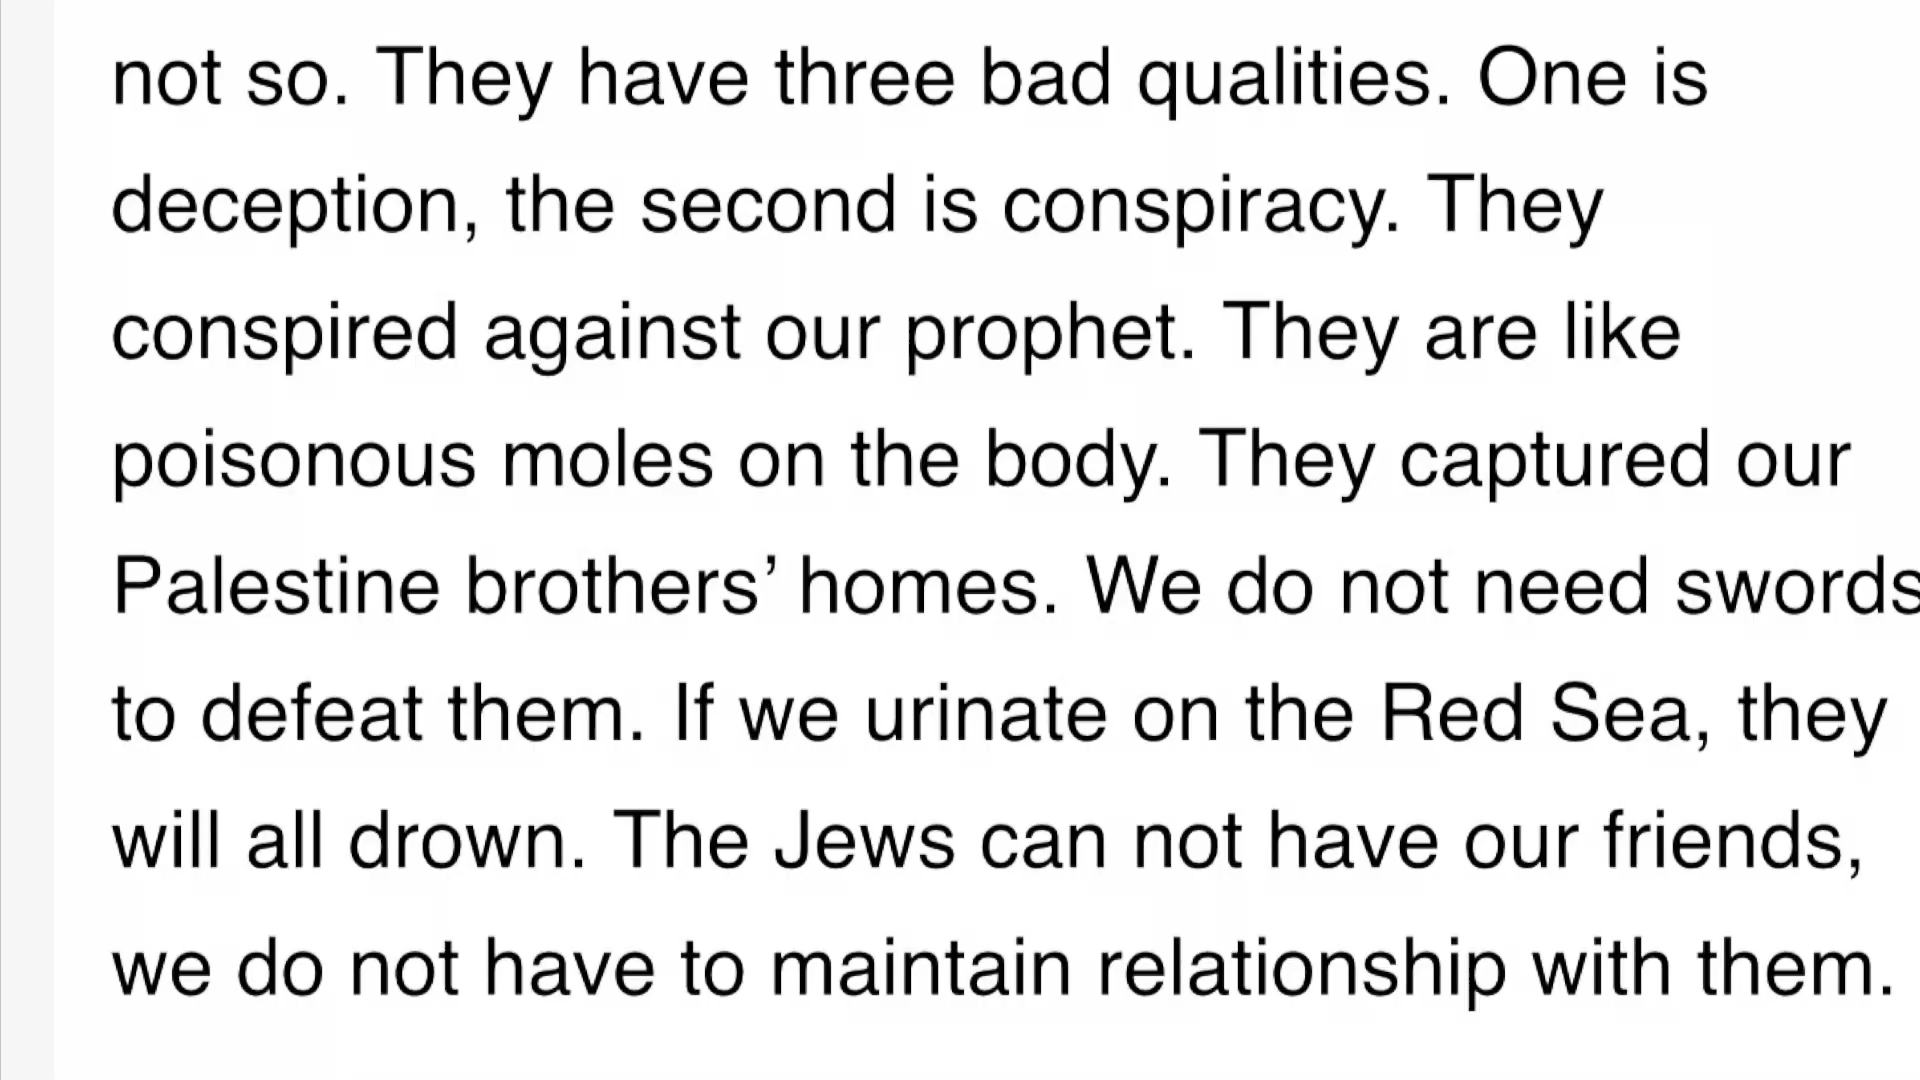 not so. They have three bad qualities. One is
deception, the second is conspiracy. They
conspired against our prophet. They are like
poisonous moles on the body. They captured our
Palestine brothers’ homes. We do not need swords
to defeat them. If we urinate on the Red Sea, they
will all drown. The Jews can not have our friends,
we do not have to maintain relationship with them.